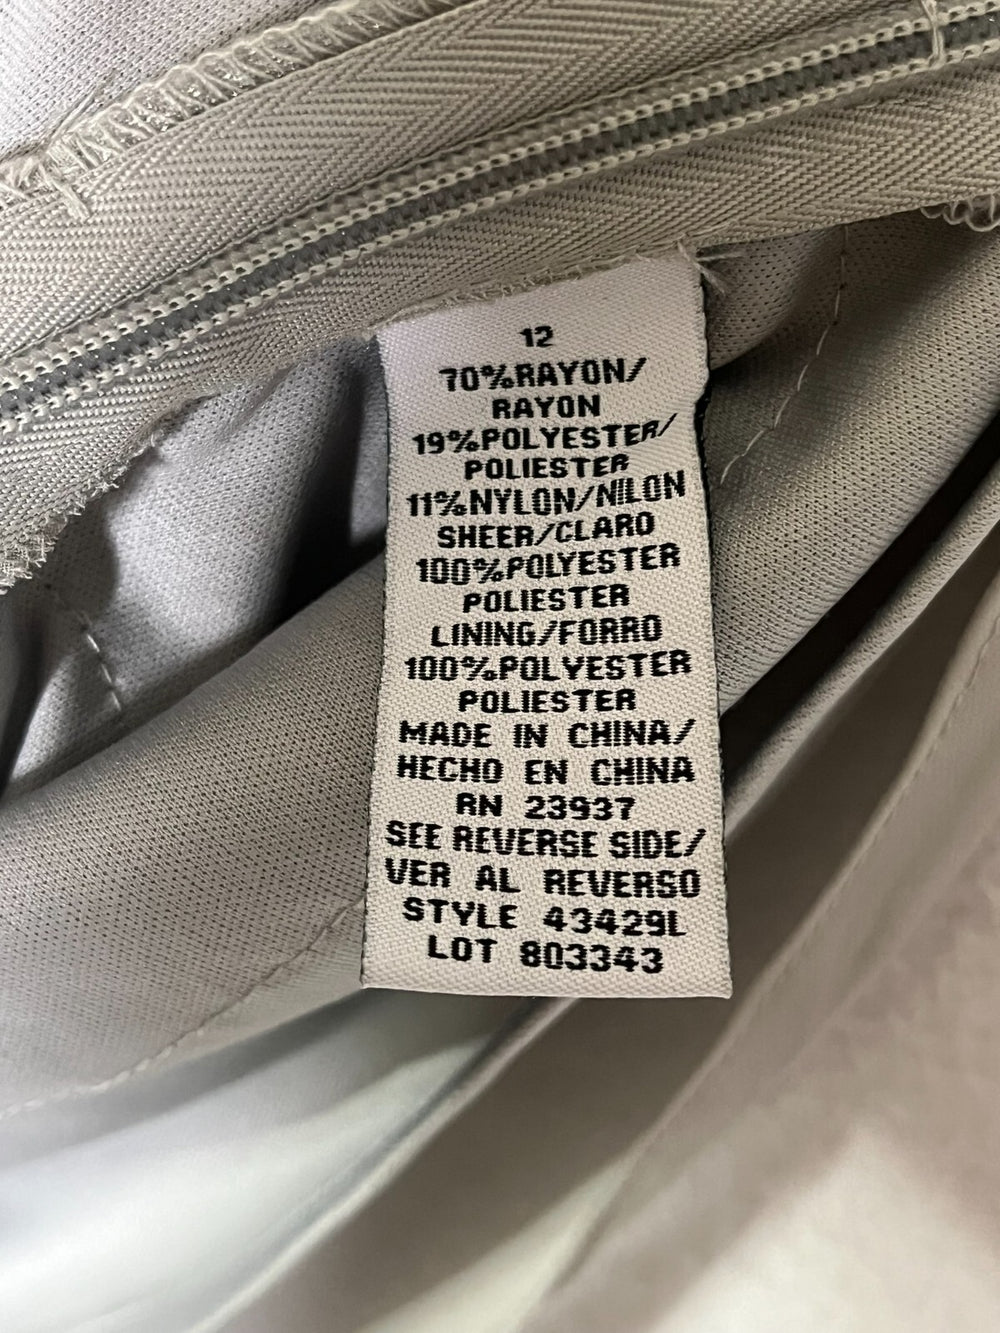 12
70%RAYON/
RAYON
19%POLYESTER/
POLIESTER
11%NYLON/NILON
SHEER/CLARO
100%POLYESTER
POLIESTER
LINING/FORRO
100%POLYESTER
POLIESTER
MADE IN CHINA/
HECHO EN CHINA
RN 23937
SEE REVERSE SIDE/
VER AL REVERSO
STYLE 43429L
LOT 803343